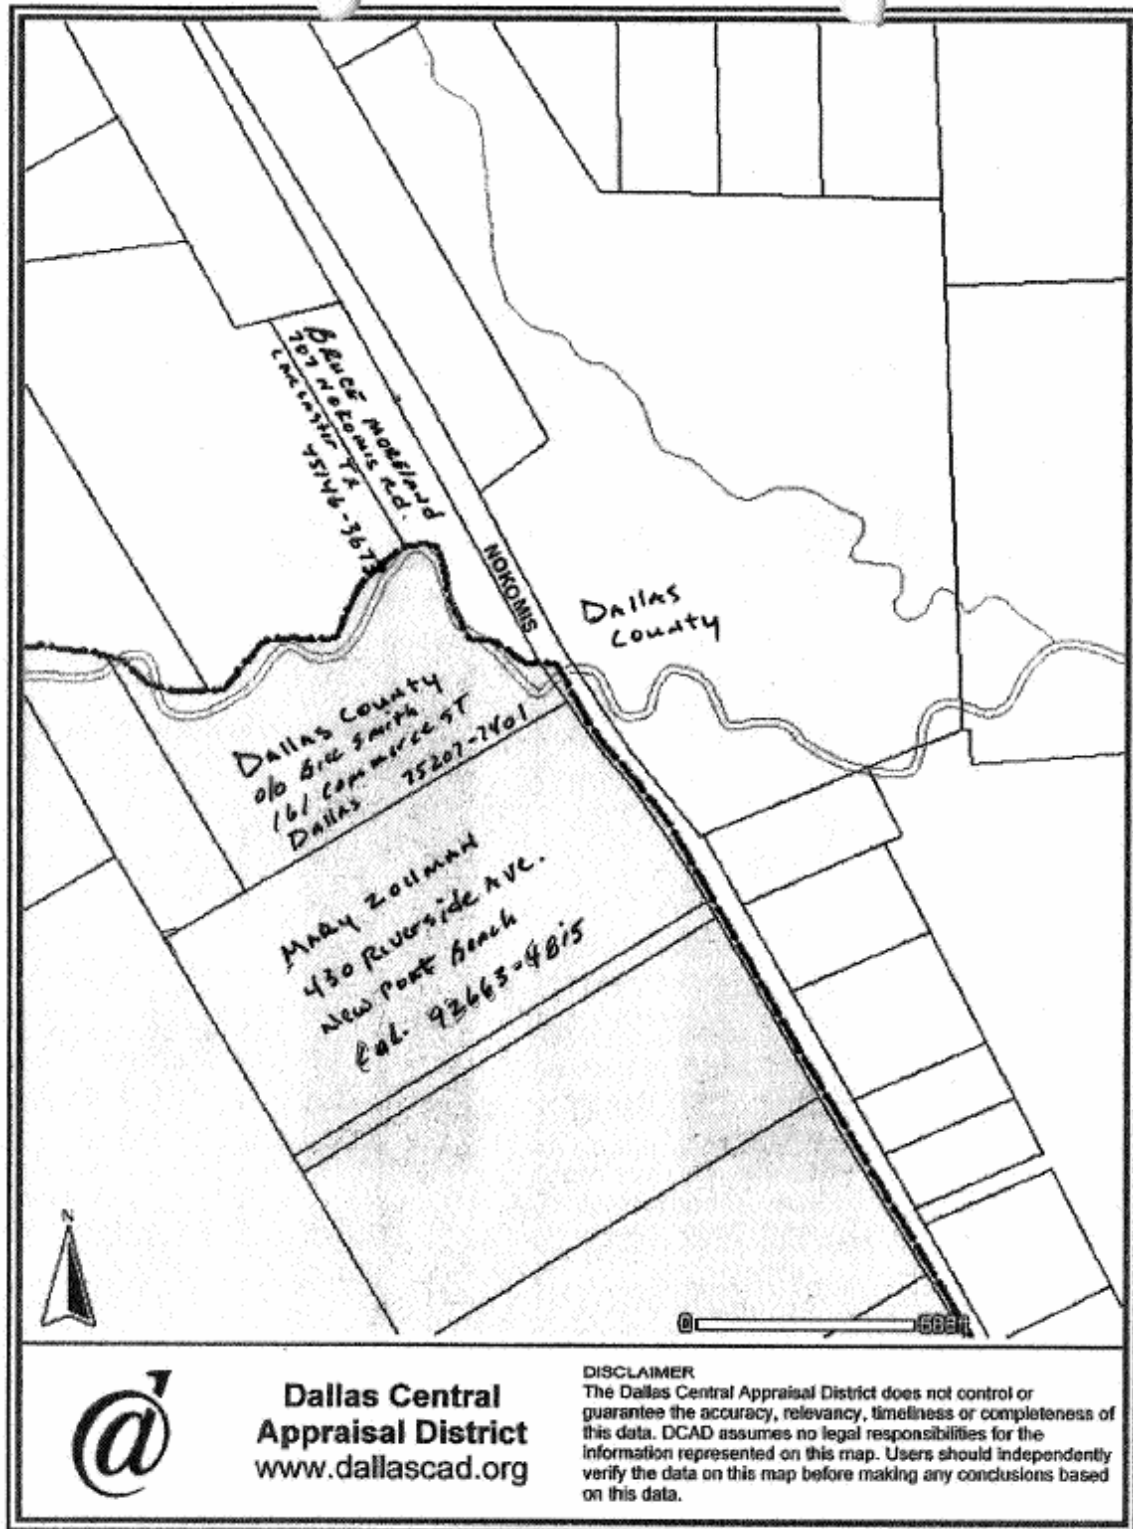 BRUCE MORELAND
707 NOKOMIS Rd.
LANCASTER TX
75146-3673
NOKOMIS
Dallas
County
Dallas County
o/o Bill Smith
161 Commerce ST
Dallas 75207-7401
MARY ZOLLMAN
430 Riverside Ave.
New Port Beach
Cal. 92663-4815
N
0
Dallas Central
Appraisal District
www.dallascad.org
DISCLAIMER
The Dallas Central Appraisal District does not control or
guarantee the accuracy, relevancy, timeliness or completeness of
this data. DCAD assumes no legal responsibilities for the
information represented on this map. Users should independently
verify the data on this map before making any conclusions based
on this data.